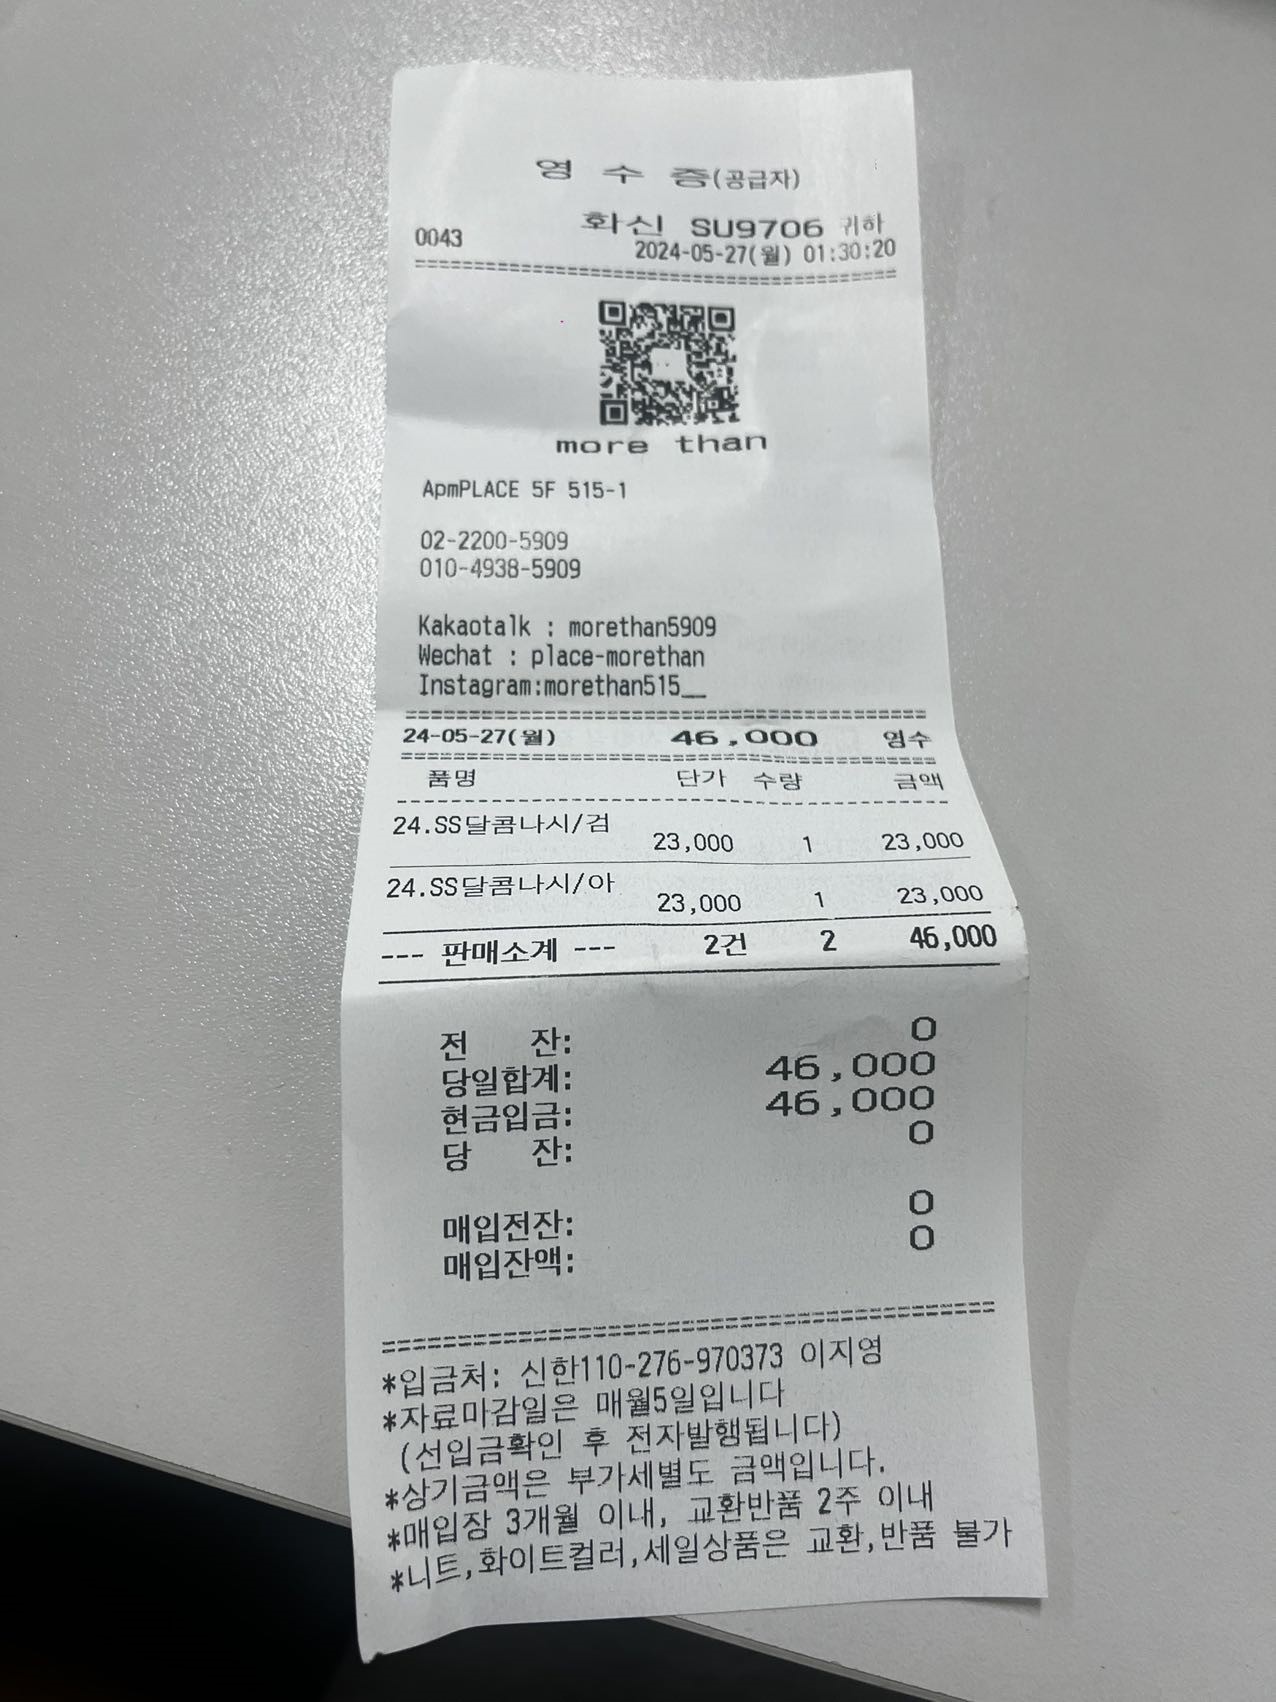 영 수 증(공급자)
화신 SU9706 귀하
0043
2024-05-27(월) 01:30:20
more than
ApmPLACE 5F 515-1
02-2200-5909
010-4938-5909
Kakaotalk : morethan5909
Wechat : place-morethan
Instagram:morethan515__
24-05-27(월) 46,000 영수
품명 단가 수량 금액
24.SS달콤나시/검
23,000 1 23,000
24.SS달콤나시/아
23,000 1 23,000
--- 판매소계 --- 2건 2 46,000
전 잔: 0
당일합계: 46,000
현금입금: 46,000
당 잔: 0
매입전잔: 0
매입잔액: 0
*입금처: 신한110-276-970373 이지영
*자료마감일은 매월5일입니다
(선입금확인 후 전자발행됩니다)
*상기금액은 부가세별도 금액입니다.
*매입장 3개월 이내, 교환반품 2주 이내
*니트,화이트컬러,세일상품은 교환,반품 불가